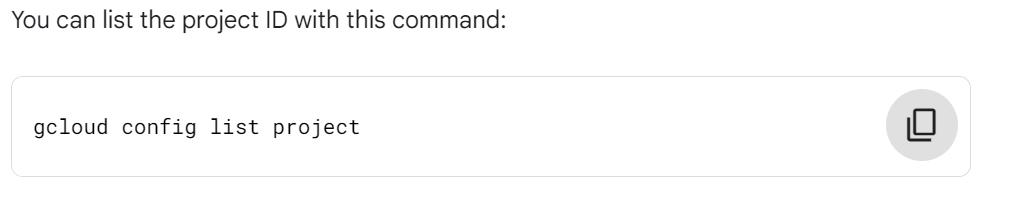 You can list the project ID with this command:
gcloud config list project